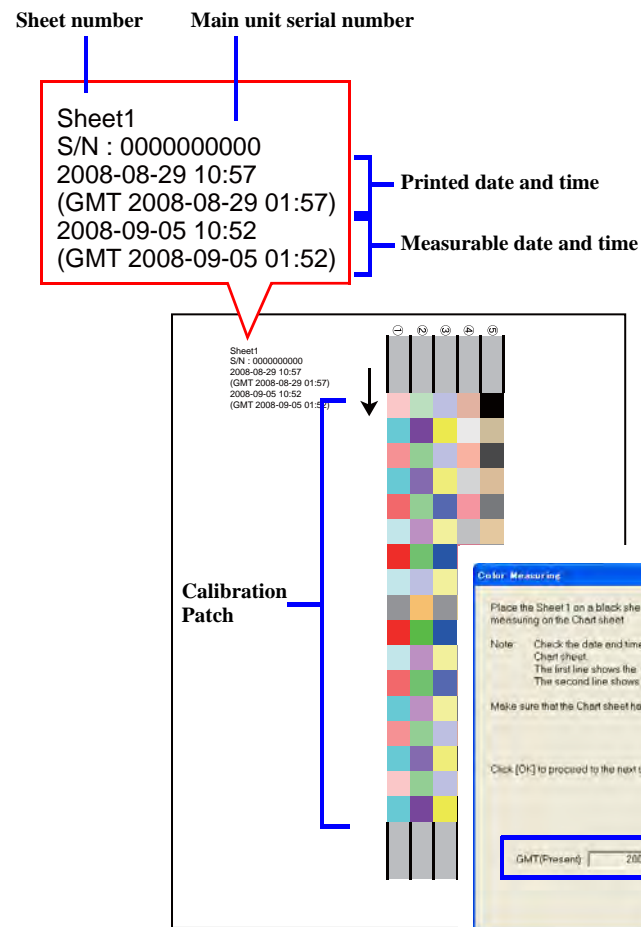 Sheet number Main unit serial number
Sheet1
S/N : 0000000000
2008-08-29 10:57
(GMT 2008-08-29 01:57)
2008-09-05 10:52
(GMT 2008-09-05 01:52)
Printed date and time
Measurable date and time
Sheet1
S/N : 0000000000
2008-08-29 10:57
(GMT 2008-08-29 01:57)
2008-09-05 10:52
(GMT 2008-09-05 01:52)
① ② ③ ④ ⑤
Calibration
Patch
Color Measuring
Place the Sheet 1 on a black she
measuring on the Chart sheet
Note: Check the date and time
Chart sheet.
The first line shows the
The second line shows
Make sure that the Chart sheet ha
Click [OK] to proceed to the next s
GMT(Present) 200